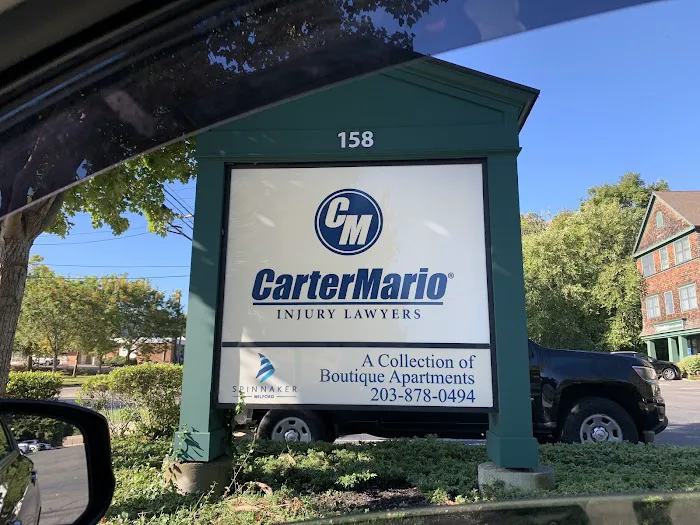 158
CM
CarterMario®
INJURY LAWYERS
A Collection of
Boutique Apartments
203-878-0494
SPINNAKER
MILFORD